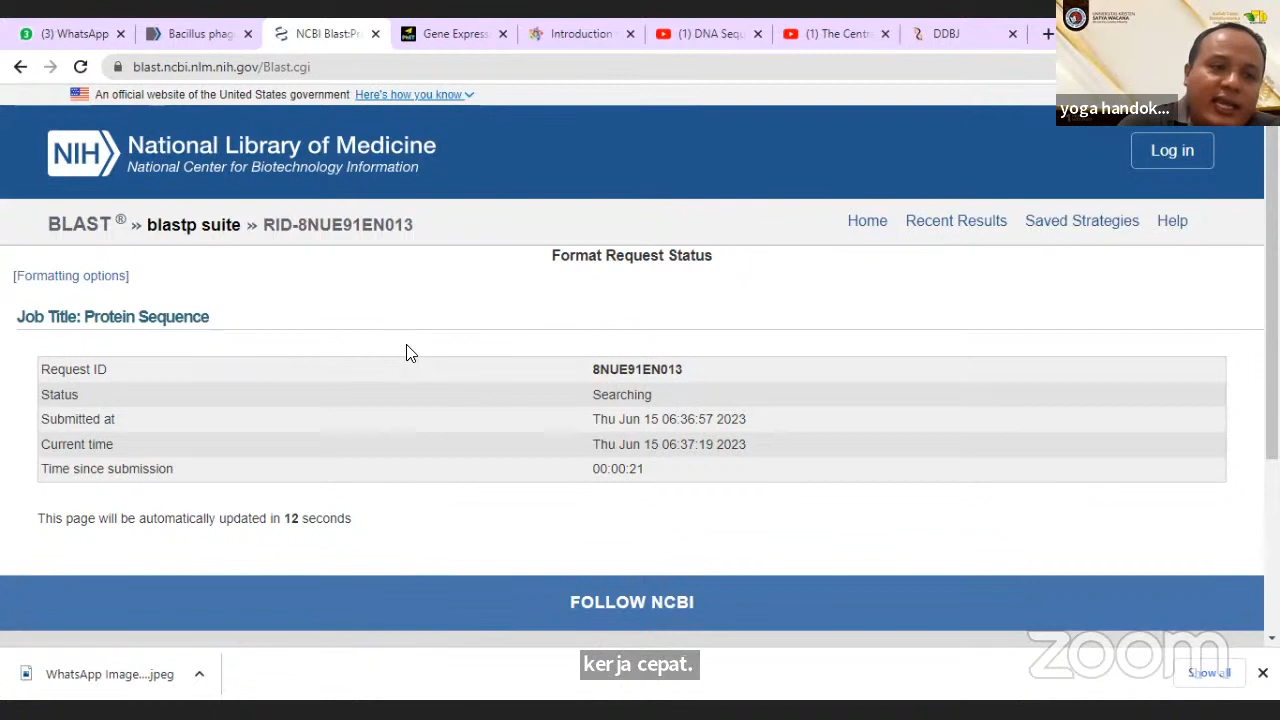 (3) WhatsApp
Bacillus phag
NCBI Blast:Pr
Gene Express
Introduction
(1) DNA Sequ
(1) The Centr
DDBJ
blast.ncbi.nlm.nih.gov/Blast.cgi
UNIVERSITAS KRISTEN
SATYA WACANA
yoga handok...
An official website of the United States government Here's how you know
NIH National Library of Medicine
National Center for Biotechnology Information
Log in
BLAST ® » blastp suite » RID-8NUE91EN013
Home Recent Results Saved Strategies Help
Format Request Status
[Formatting options]
Job Title: Protein Sequence
Request ID 8NUE91EN013
Status Searching
Submitted at Thu Jun 15 06:36:57 2023
Current time Thu Jun 15 06:37:19 2023
Time since submission 00:00:21
This page will be automatically updated in 12 seconds
FOLLOW NCBI
zoom
kerja cepat.
WhatsApp Image....jpeg
Show all